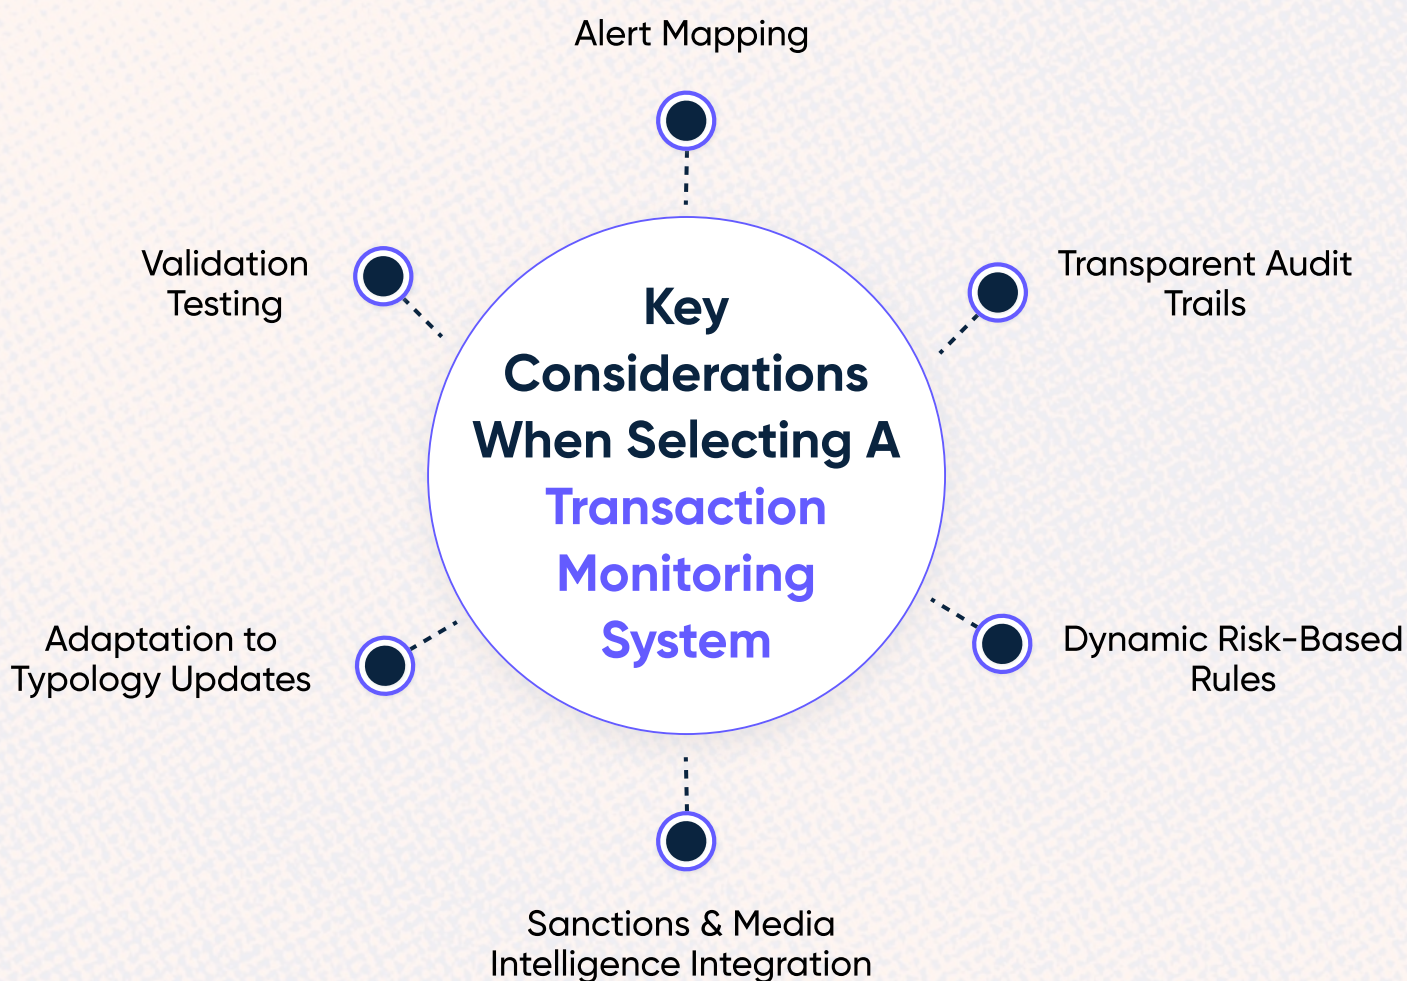 Alert Mapping
Validation
Testing
Transparent Audit
Trails
Key
Considerations
When Selecting A
Transaction
Monitoring
System
Adaptation to
Typology Updates
Dynamic Risk-Based
Rules
Sanctions & Media
Intelligence Integration